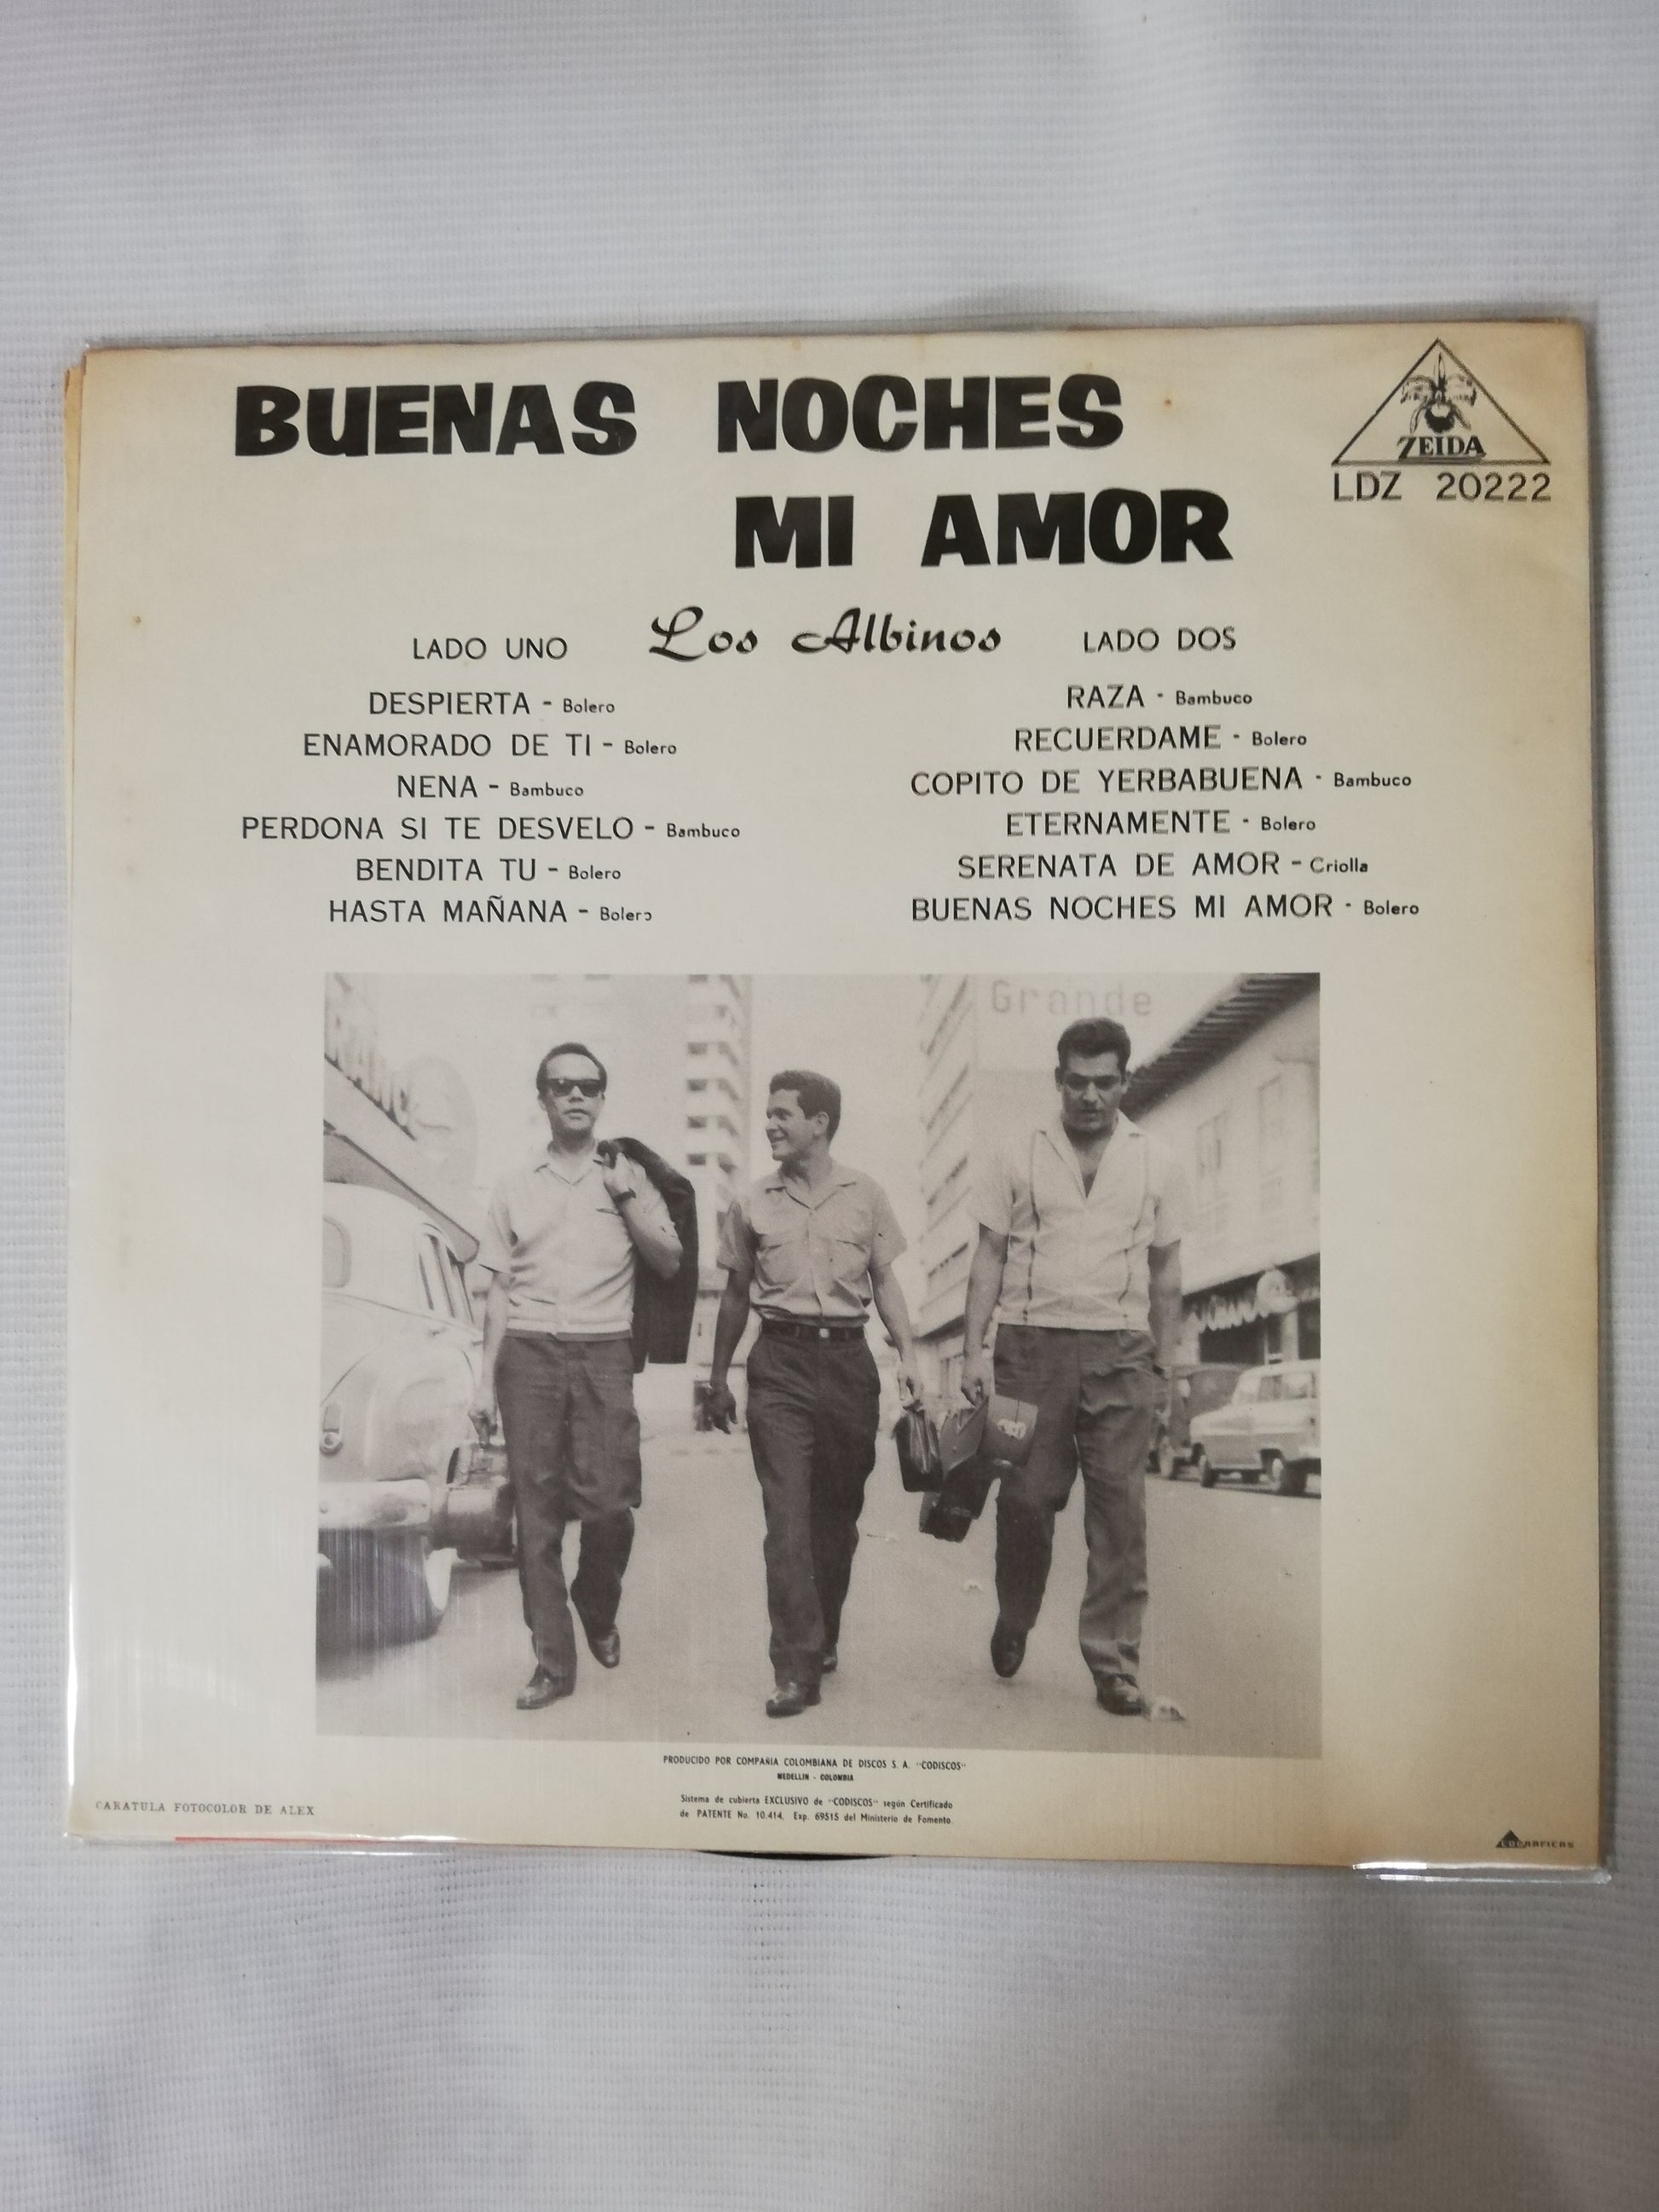 BUENAS NOCHES
MI AMOR
ZEIDA
LDZ 20222
Los Albinos
LADO UNO
DESPIERTA - Bolero
ENAMORADO DE TI - Bolero
NENA - Bambuco
PERDONA SI TE DESVELO - Bambuco
BENDITA TU - Bolero
HASTA MAÑANA - Bolero
LADO DOS
RAZA - Bambuco
RECUERDAME - Bolero
COPITO DE YERBABUENA - Bambuco
ETERNAMENTE - Bolero
SERENATA DE AMOR - Criolla
BUENAS NOCHES MI AMOR - Bolero
Grande
PRODUCIDO POR COMPAÑIA COLOMBIANA DE DISCOS S. A. "CODISCOS"
MEDELLIN - COLOMBIA
Sistema de cubierta EXCLUSIVO de "CODISCOS" según Certificado
de PATENTE No. 10.414. Exp. 69515 del Ministerio de Fomento.
CARATULA FOTOCOLOR DE ALEX